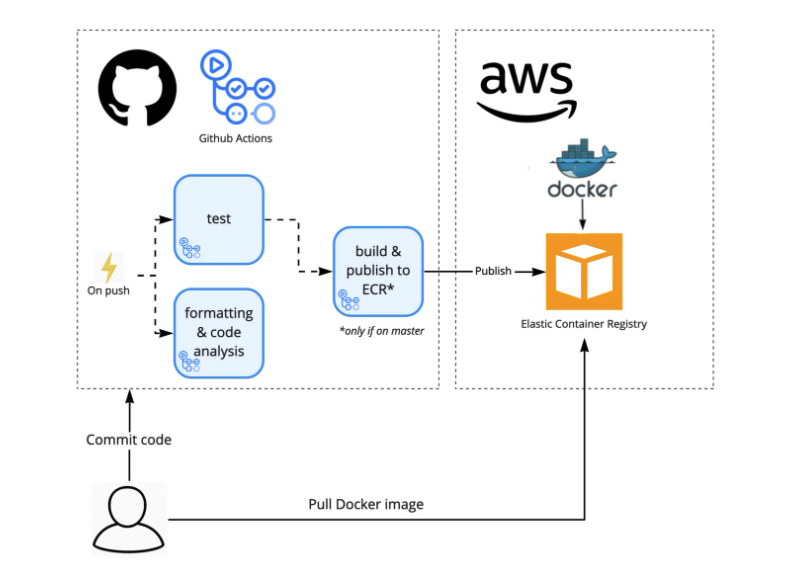 aws
Github Actions
docker
test
On push
build &
publish to
ECR*
Publish
formatting
& code
analysis
*only if on master
Elastic Container Registry
Commit code
Pull Docker image